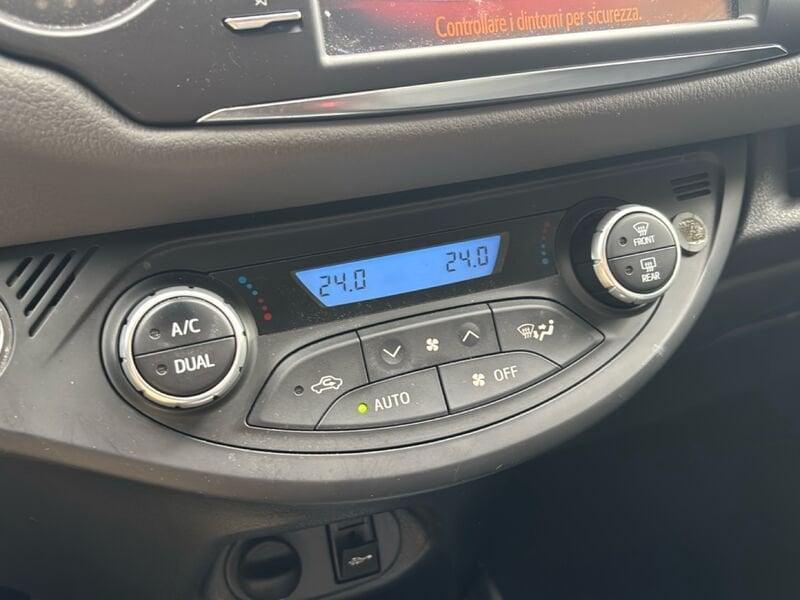 Controllare i dintorni per sicurezza.
24.0 24.0
FRONT
REAR
A/C
DUAL
AUTO
OFF